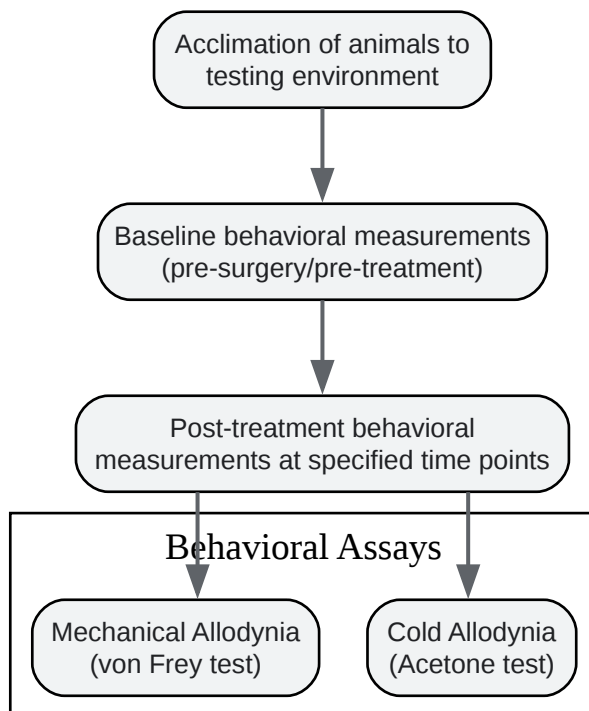 Acclimation of animals to
testing environment
Baseline behavioral measurements
(pre-surgery/pre-treatment)
Post-treatment behavioral
measurements at specified time points
Behavioral Assays
Mechanical Allodynia
(von Frey test)
Cold Allodynia
(Acetone test)